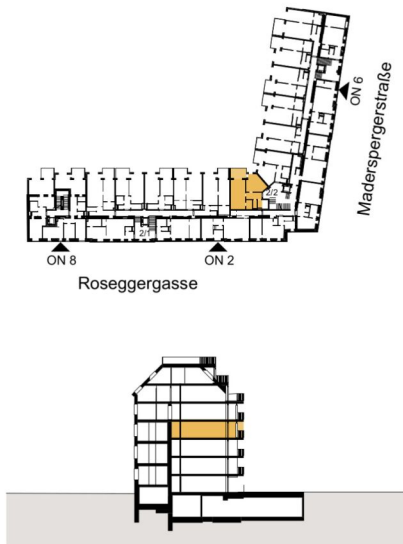 ON 6
Maderspergerstraße
2/2
2/1
ON 8
ON 2
Roseggergasse